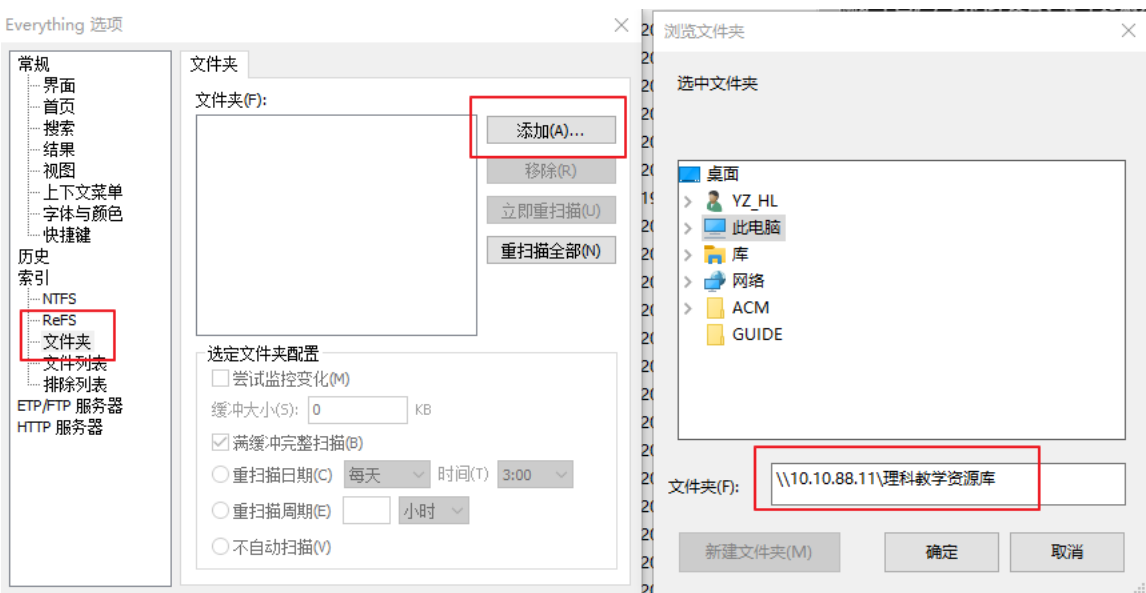 Everything 选项
常规
界面
首页
搜索
结果
视图
上下文菜单
字体与颜色
快捷键
历史
索引
NTFS
ReFS
文件夹
文件列表
排除列表
ETP/FTP 服务器
HTTP 服务器
文件夹
文件夹(F):
添加(A)...
移除(R)
立即重扫描(U)
重扫描全部(N)
选定文件夹配置
尝试监控变化(M)
缓冲大小(S): 0 KB
满缓冲完整扫描(B)
重扫描日期(C) 每天 时间(T) 3:00
重扫描周期(E) 小时
不自动扫描(V)
浏览文件夹
选中文件夹
桌面
YZ_HL
此电脑
库
网络
ACM
GUIDE
文件夹(F): \\10.10.88.11\理科教学资源库
新建文件夹(M) 确定 取消